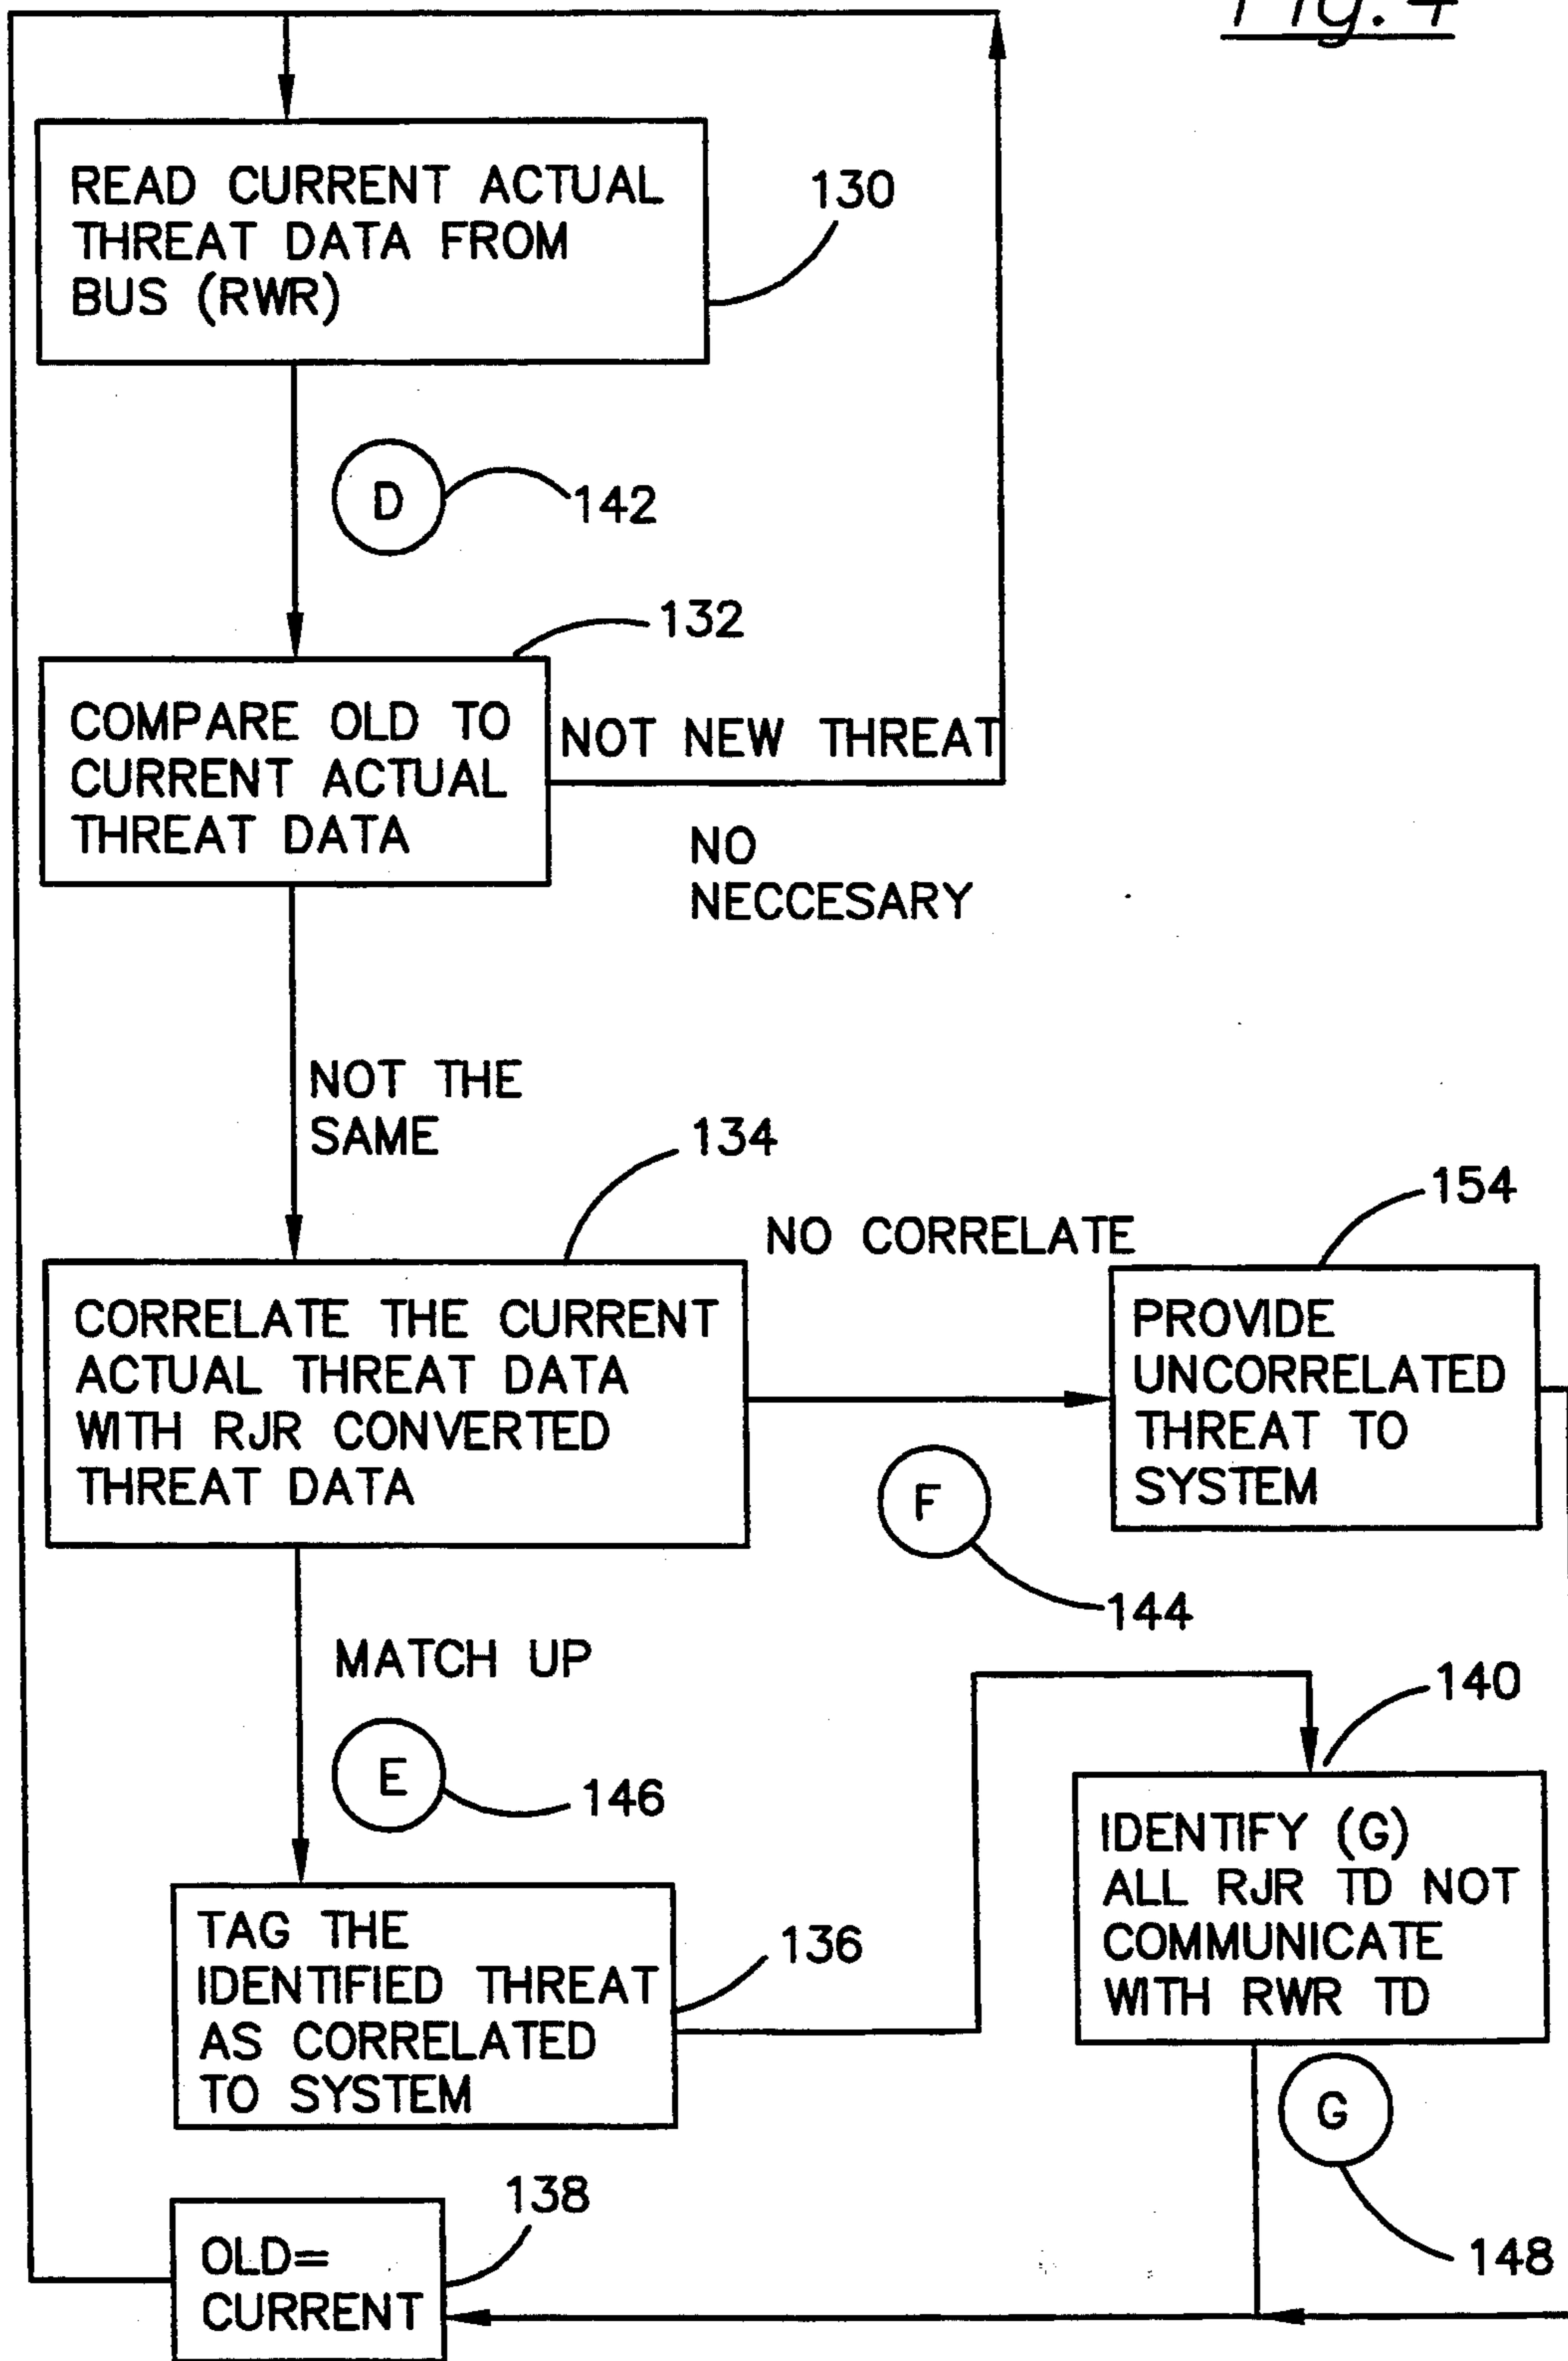 Fig. 4
READ CURRENT ACTUAL
THREAT DATA FROM
BUS (RWR)
130
D
142
132
COMPARE OLD TO
CURRENT ACTUAL
THREAT DATA
NOT NEW THREAT
NO
NECCESARY
NOT THE
SAME
134
NO CORRELATE
154
CORRELATE THE CURRENT
ACTUAL THREAT DATA
WITH RJR CONVERTED
THREAT DATA
PROVIDE
UNCORRELATED
THREAT TO
SYSTEM
F
144
MATCH UP
140
E
146
IDENTIFY (G)
ALL RJR TD NOT
COMMUNICATE
WITH RWR TD
TAG THE
IDENTIFIED THREAT
AS CORRELATED
TO SYSTEM
136
G
148
138
OLD=
CURRENT